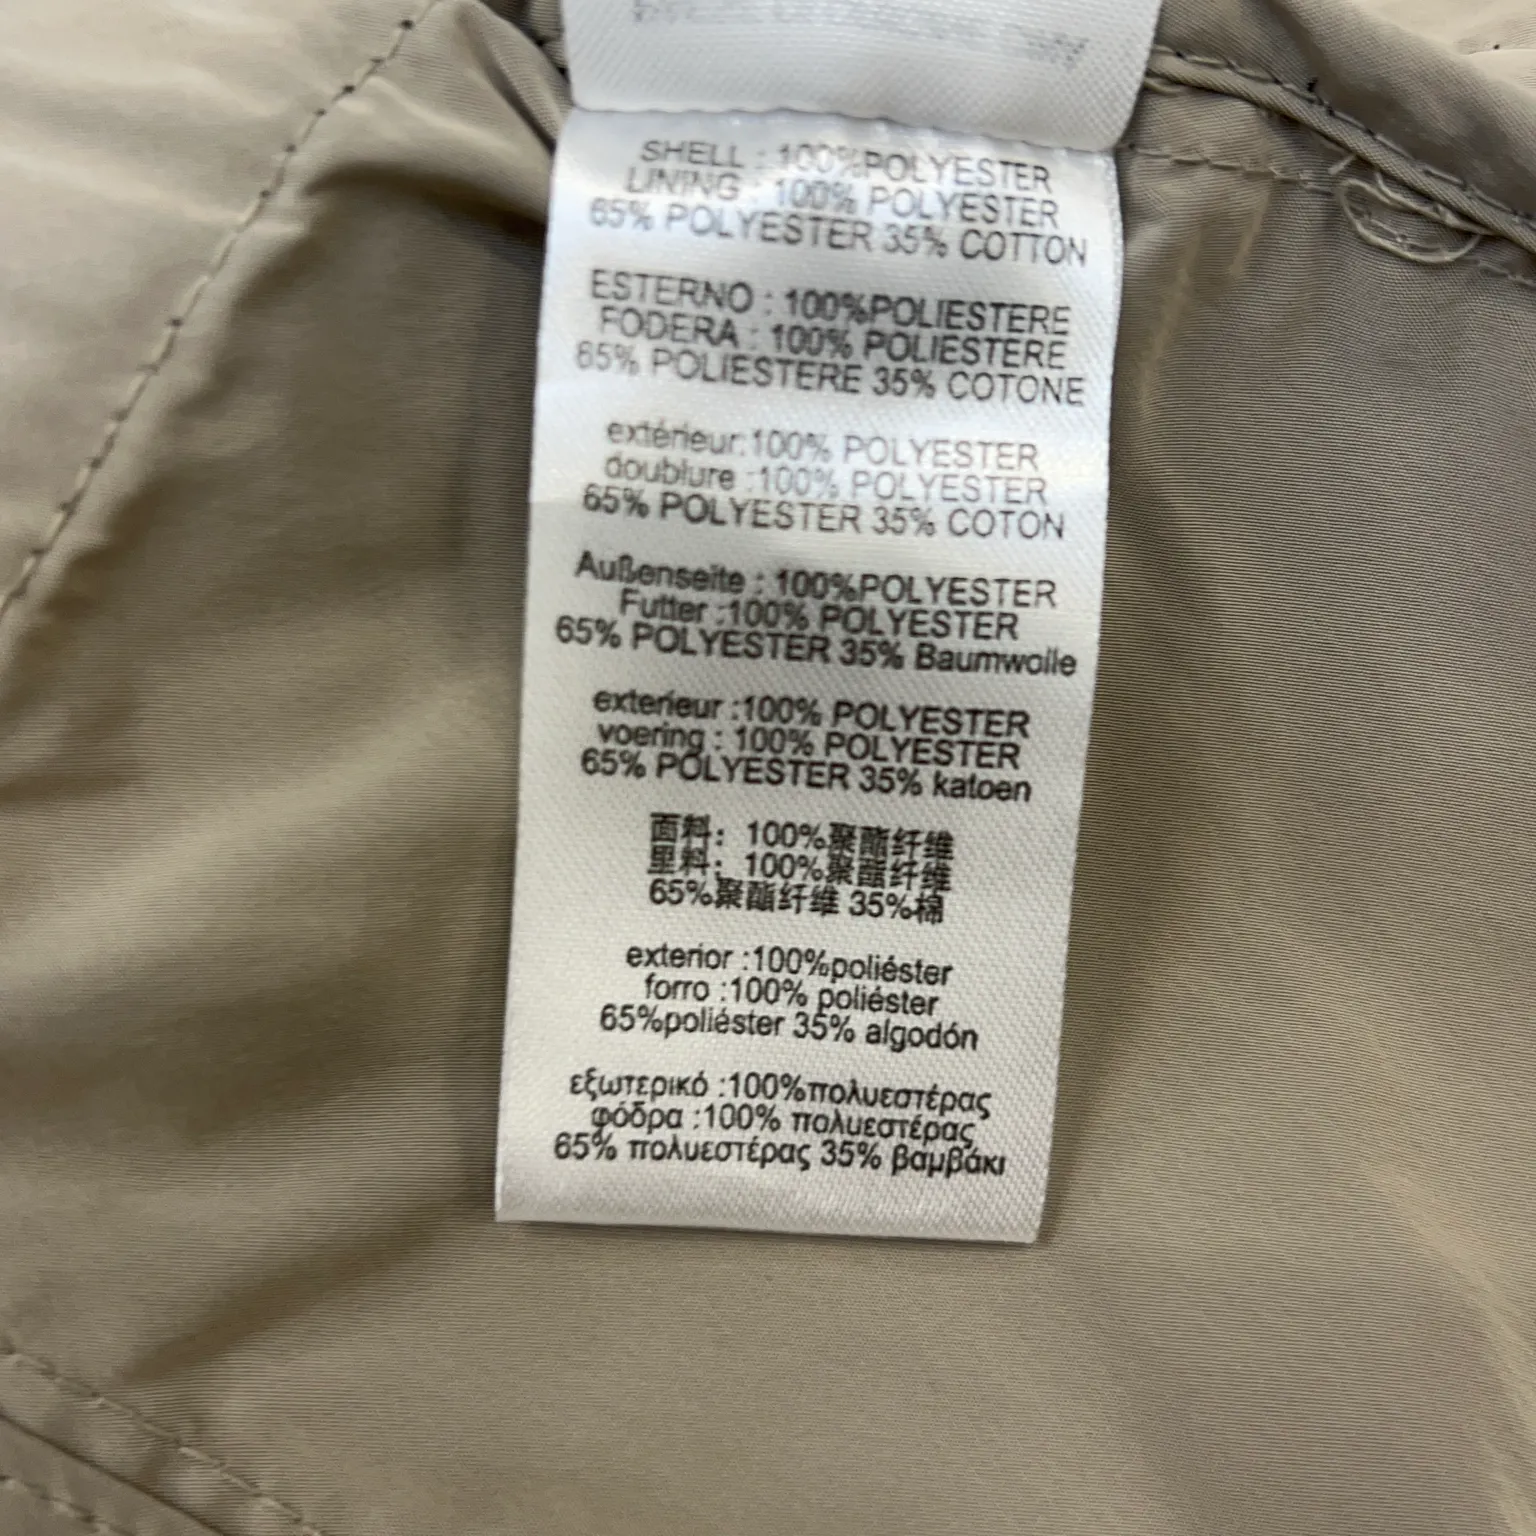 SHELL : 100%POLYESTER
LINING : 100% POLYESTER
65% POLYESTER 35% COTTON
ESTERNO : 100%POLIESTERE
FODERA : 100% POLIESTERE
65% POLIESTERE 35% COTONE
extérieur:100% POLYESTER
doublure :100% POLYESTER
65% POLYESTER 35% COTON
Außenseite : 100%POLYESTER
Futter :100% POLYESTER
65% POLYESTER 35% Baumwolle
exterieur :100% POLYESTER
voering : 100% POLYESTER
65% POLYESTER 35% katoen
面料：100%聚酯纤维
里料：100%聚酯纤维
65%聚酯纤维 35%棉
exterior :100%poliéster
forro :100% poliéster
65%poliéster 35% algodón
εξωτερικό :100%πολυεστέρας
φόδρα :100% πολυεστέρας
65% πολυεστέρας 35% βαμβάκι